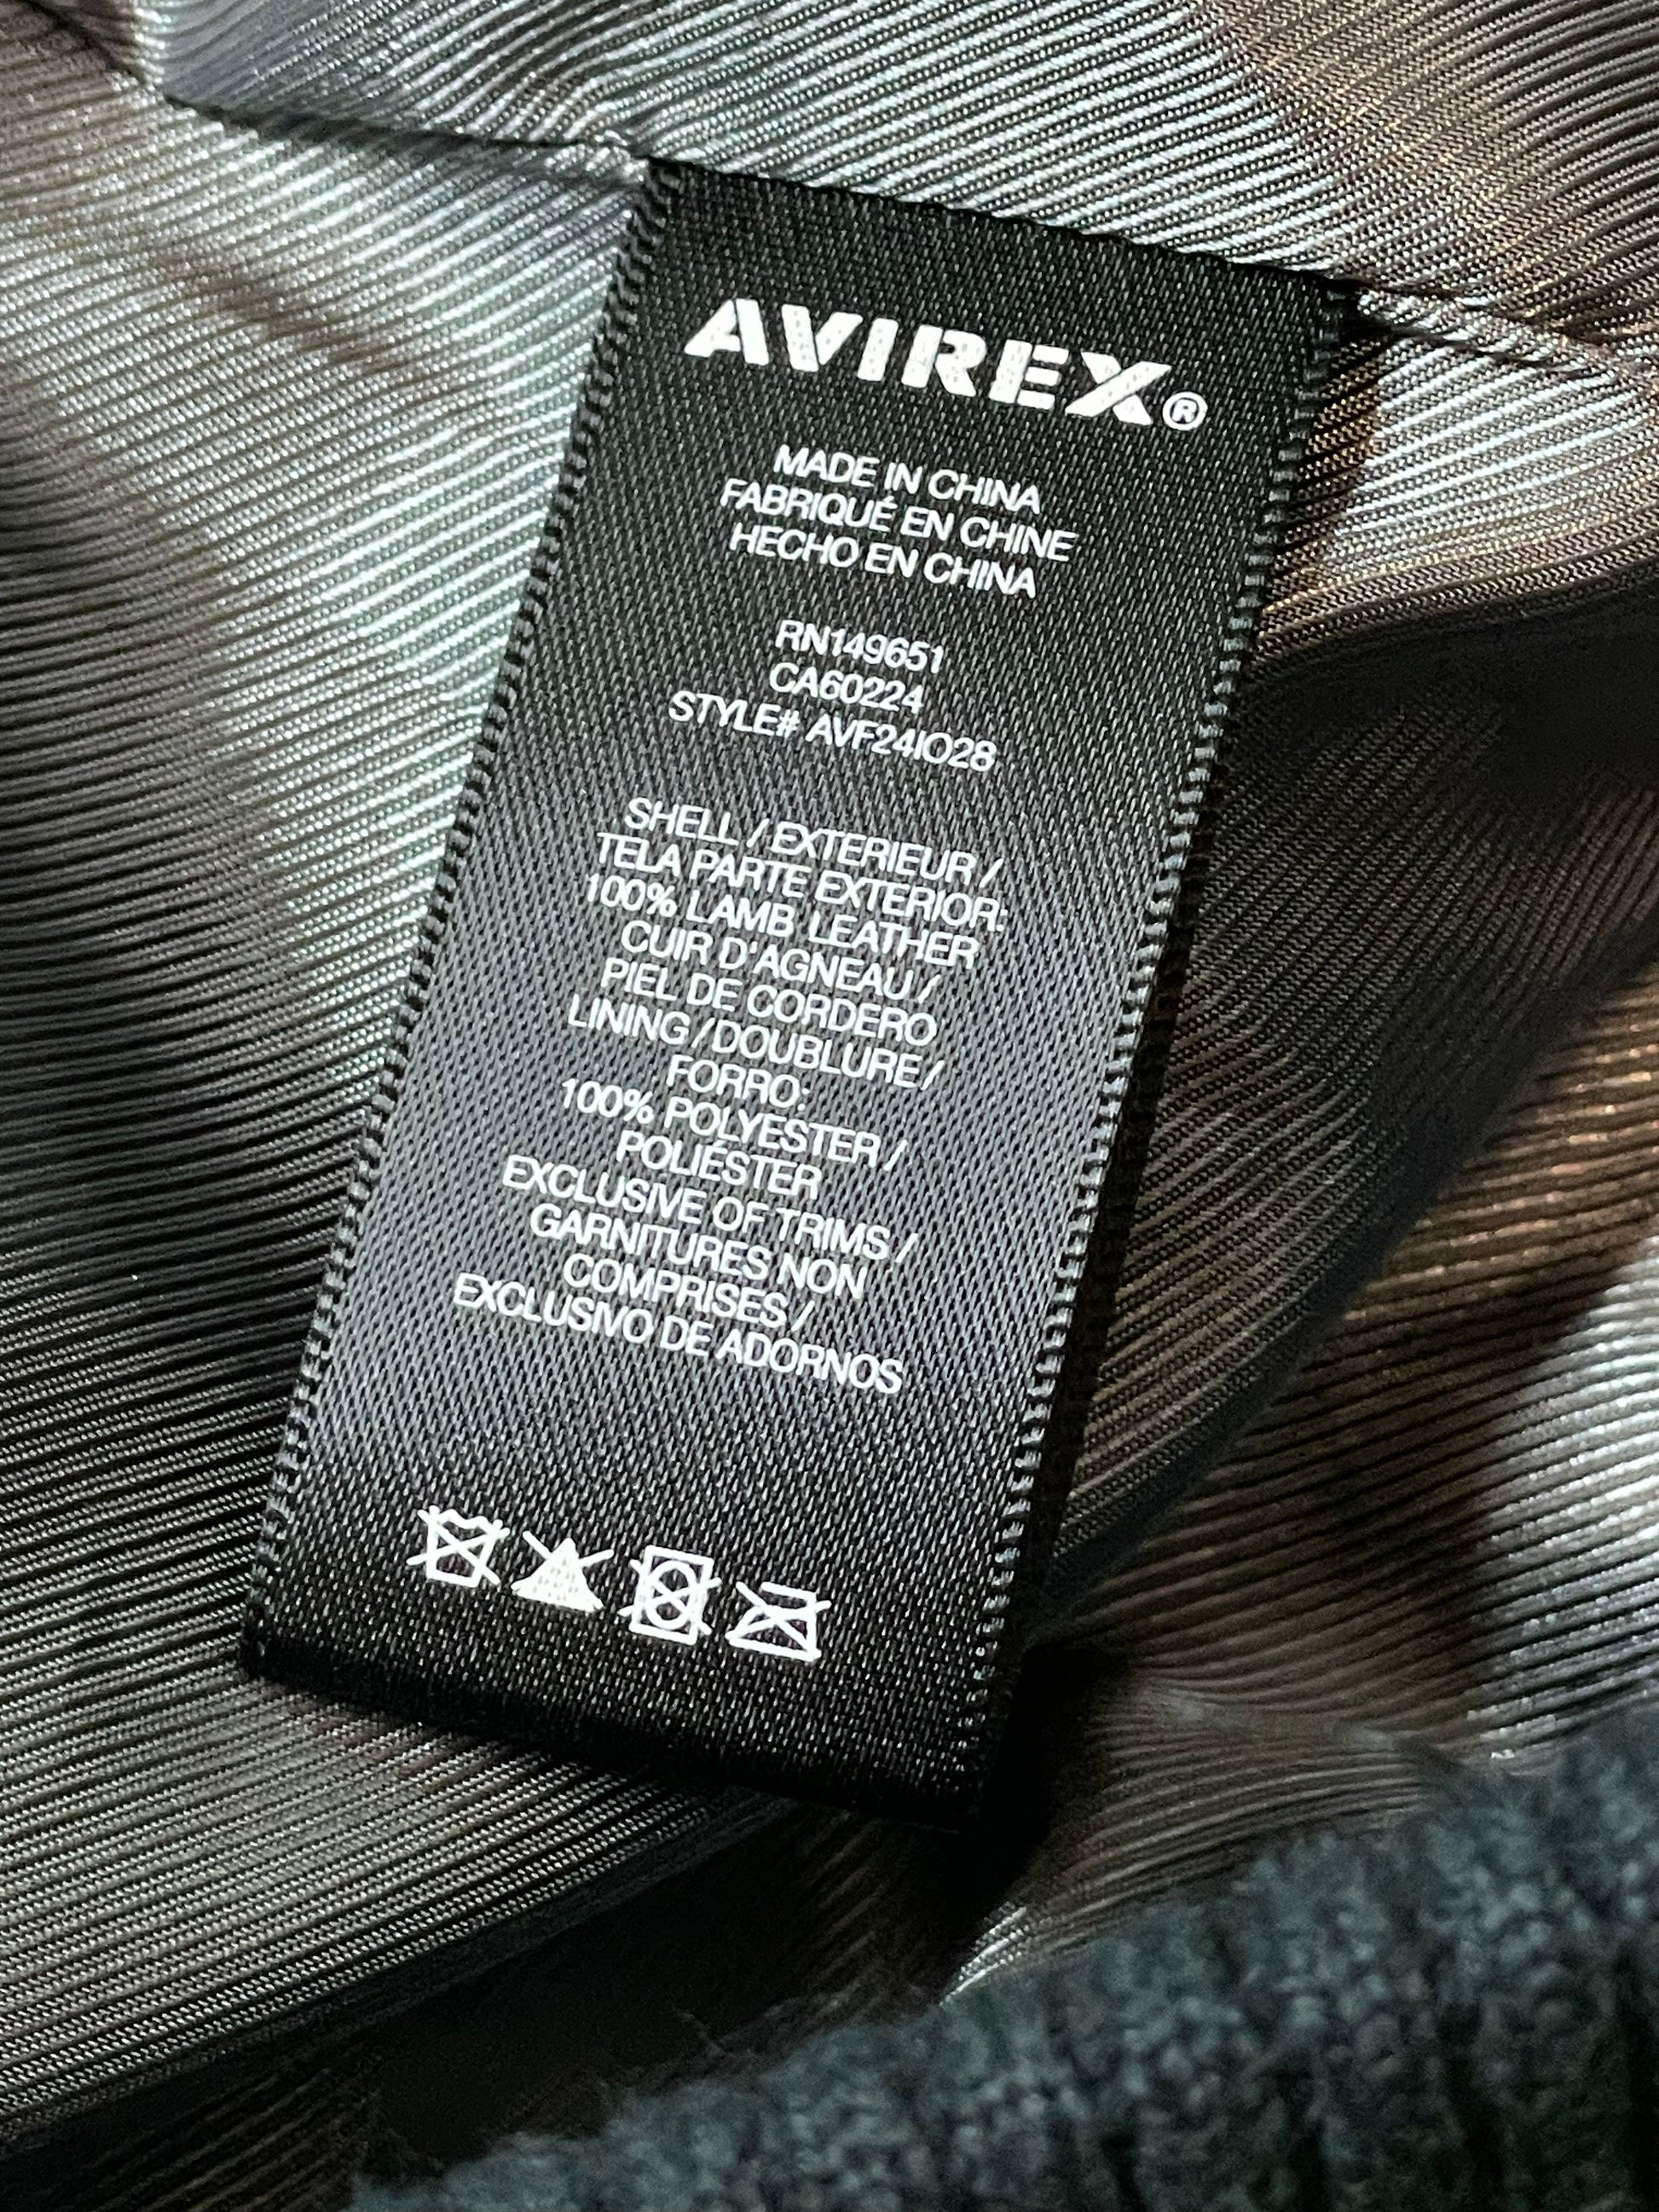 AVIREX®
MADE IN CHINA
FABRIQUÉ EN CHINE
HECHO EN CHINA
RN149651
CA60224
STYLE# AVF24IO28
SHELL / EXTERIEUR /
TELA PARTE EXTERIOR:
100% LAMB LEATHER
CUIR D'AGNEAU /
PIEL DE CORDERO
LINING / DOUBLURE /
FORRO:
100% POLYESTER /
POLIÉSTER
EXCLUSIVE OF TRIMS /
GARNITURES NON
COMPRISES /
EXCLUSIVO DE ADORNOS